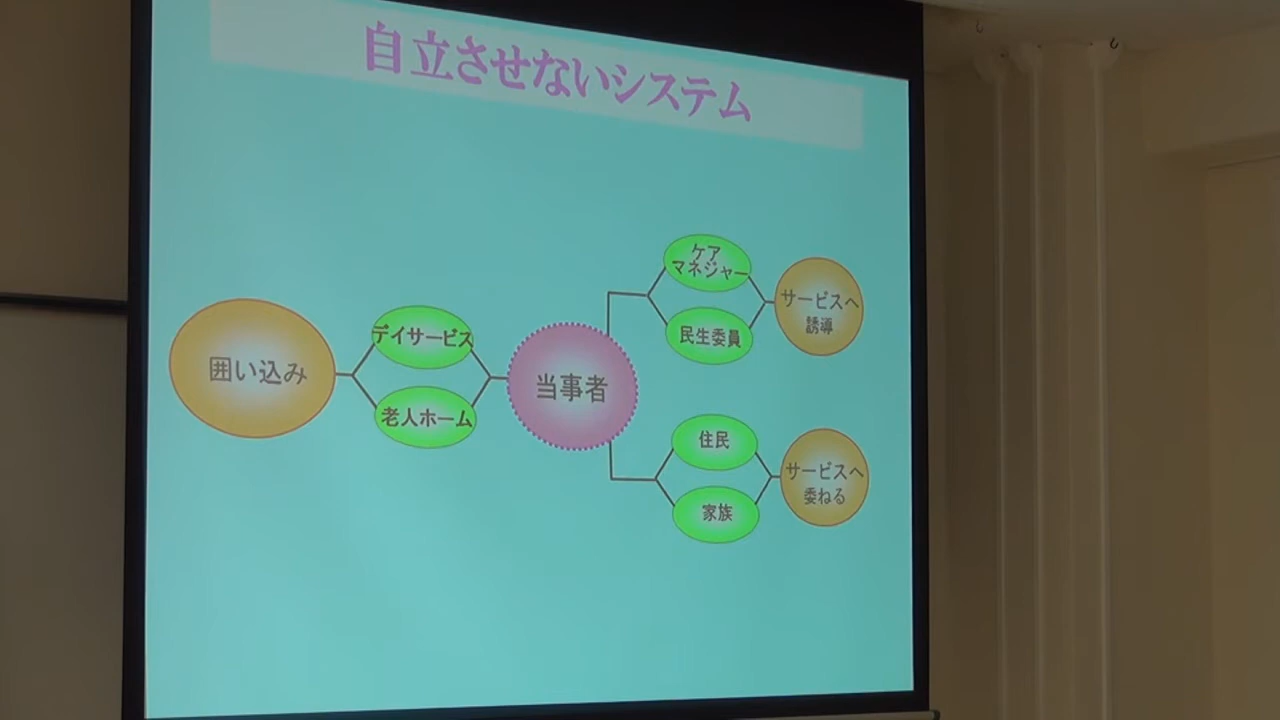 自立させないシステム
囲い込み
デイサービス
老人ホーム
当事者
ケア
マネジャー
民生委員
サービスへ
誘導
住民
家族
サービスへ
委ねる